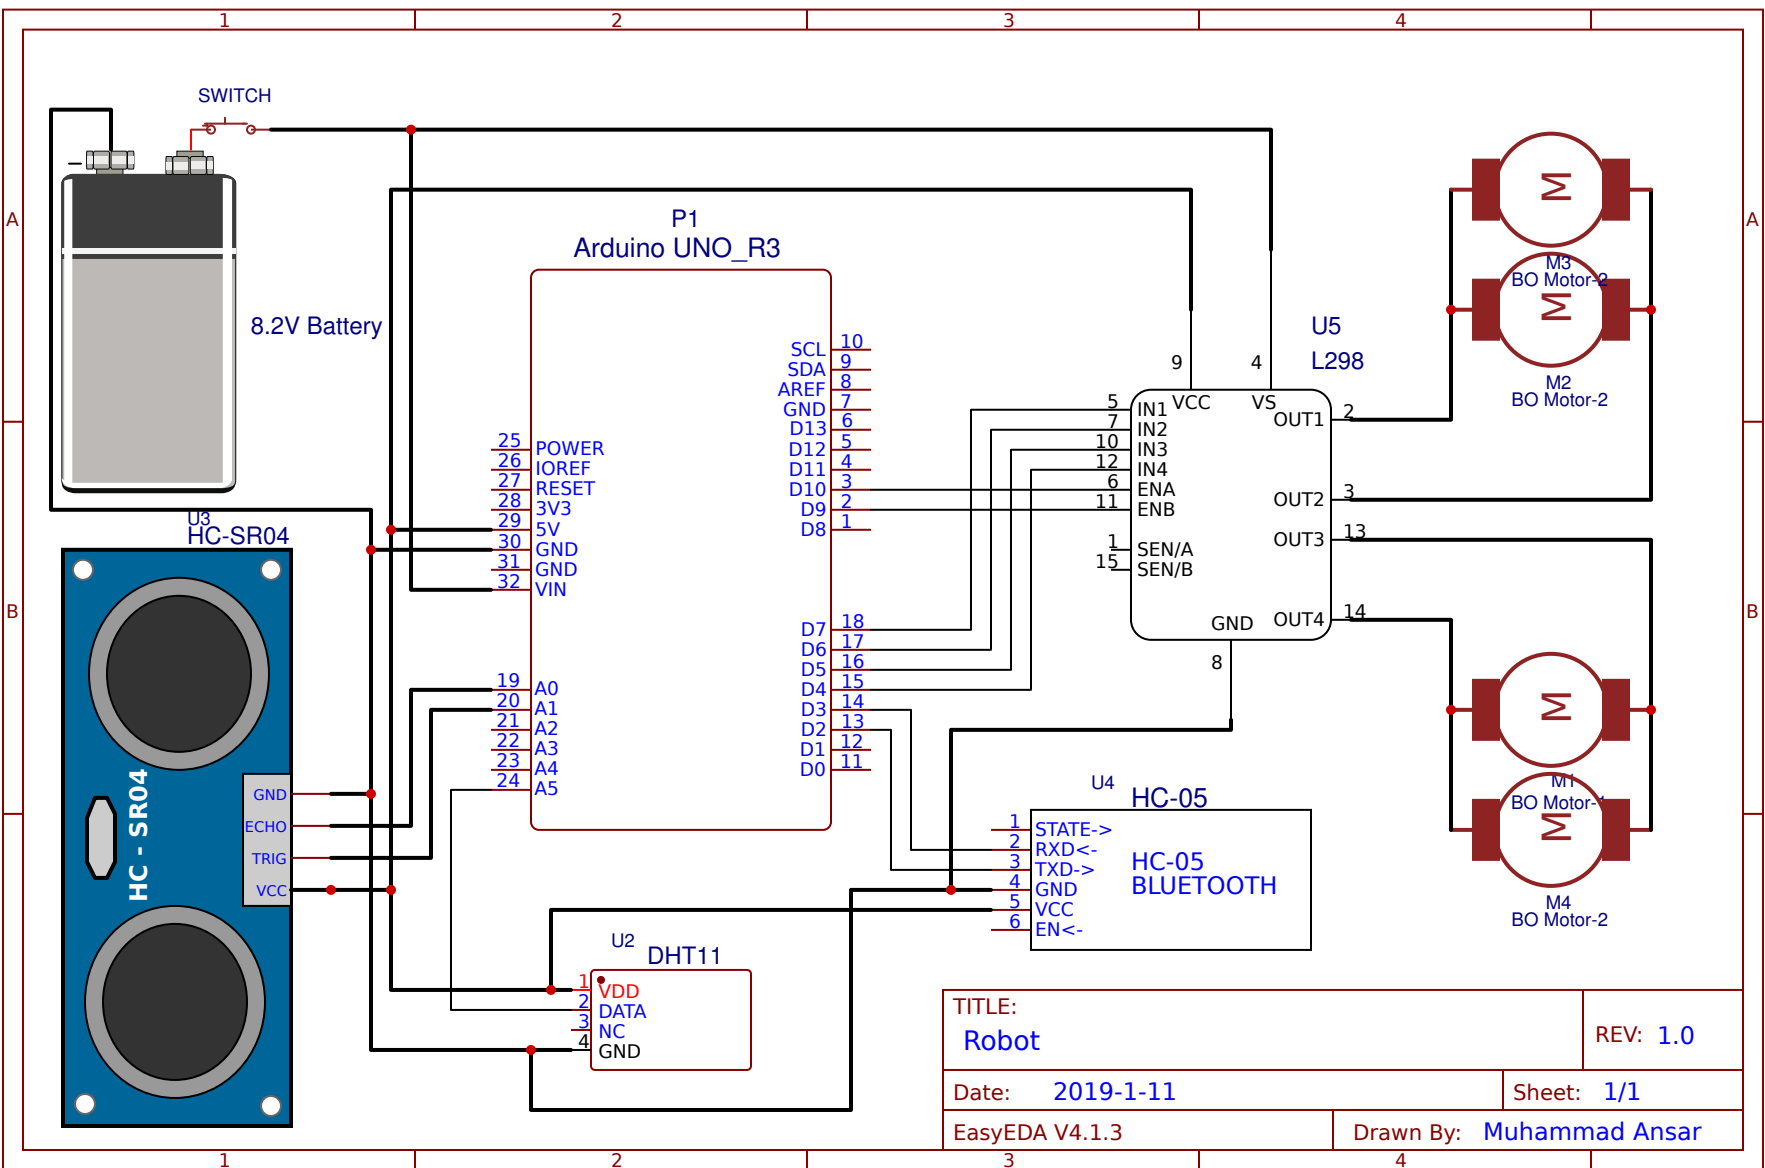 1 2 3 4
A A
B B
SWITCH
−
8.2V Battery
P1
Arduino UNO_R3
25 POWER
26 IOREF
27 RESET
28 3V3
29 5V
30 GND
31 GND
32 VIN
19 A0
20 A1
21 A2
22 A3
23 A4
24 A5
SCL 10
SDA 9
AREF 8
GND 7
D13 6
D12 5
D11 4
D10 3
D9 2
D8 1
D7 18
D6 17
D5 16
D4 15
D3 14
D2 13
D1 12
D0 11
U5
L298
9 4
VCC VS
5 IN1
7 IN2
10 IN3
12 IN4
6 ENA
11 ENB
1 SEN/A
15 SEN/B
OUT1 2
OUT2 3
OUT3 13
OUT4 14
GND
8
M
M3
BO Motor-2
M
M2
BO Motor-2
M
M1
BO Motor-1
M
M4
BO Motor-2
U3
HC-SR04
HC - SR04
GND
ECHO
TRIG
VCC
U4
HC-05
1 STATE->
2 RXD<-
3 TXD->
4 GND
5 VCC
6 EN<-
HC-05
BLUETOOTH
U2
DHT11
1 VDD
2 DATA
3 NC
4 GND
TITLE:
Robot
REV: 1.0
Date: 2019-1-11
Sheet: 1/1
EasyEDA V4.1.3
Drawn By: Muhammad Ansar
1 2 3 4